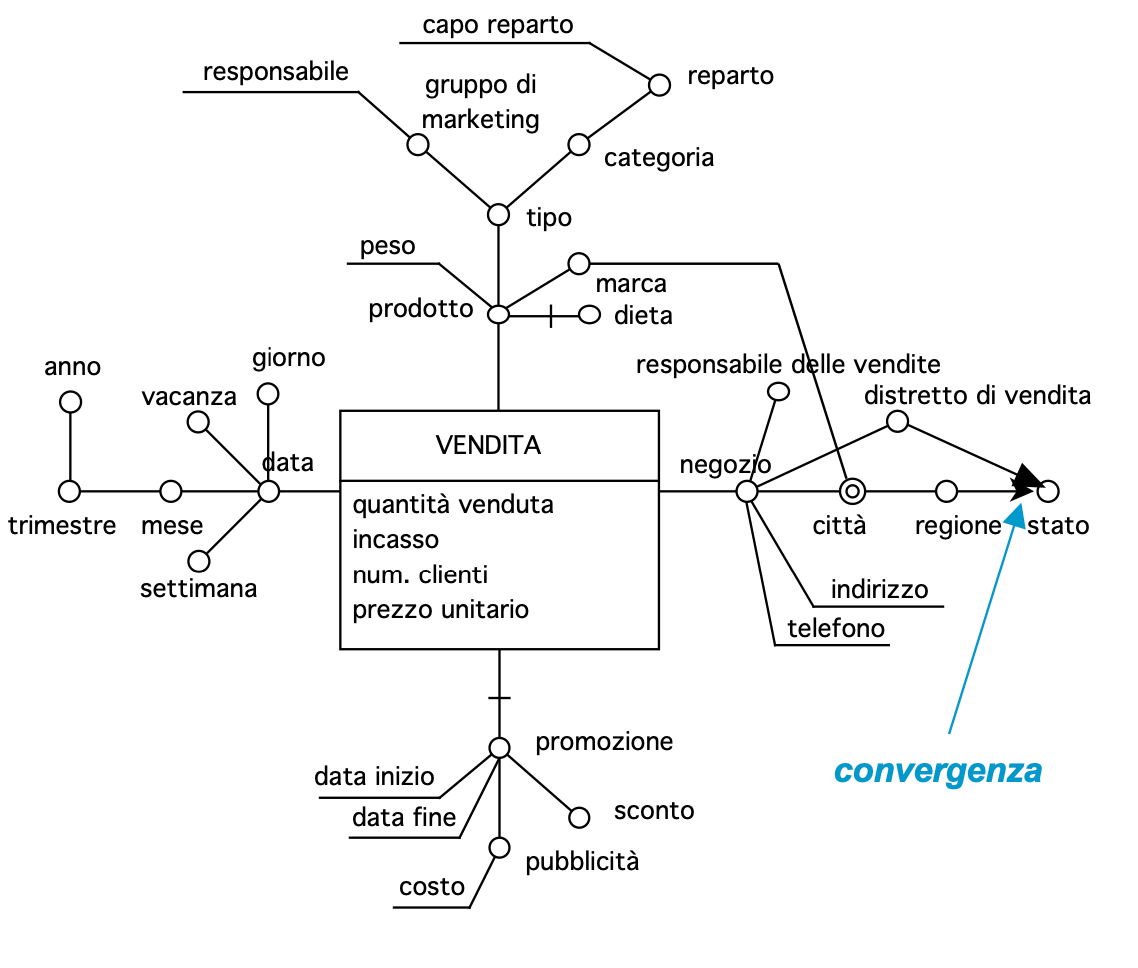 capo reparto
responsabile
gruppo di
marketing
reparto
categoria
tipo
peso
marca
prodotto
dieta
anno
giorno
vacanza
responsabile delle vendite
distretto di vendita
data
VENDITA
negozio
quantità venduta
incasso
num. clienti
prezzo unitario
trimestre
mese
settimana
città
regione
stato
indirizzo
telefono
promozione
convergenza
data inizio
data fine
sconto
pubblicità
costo